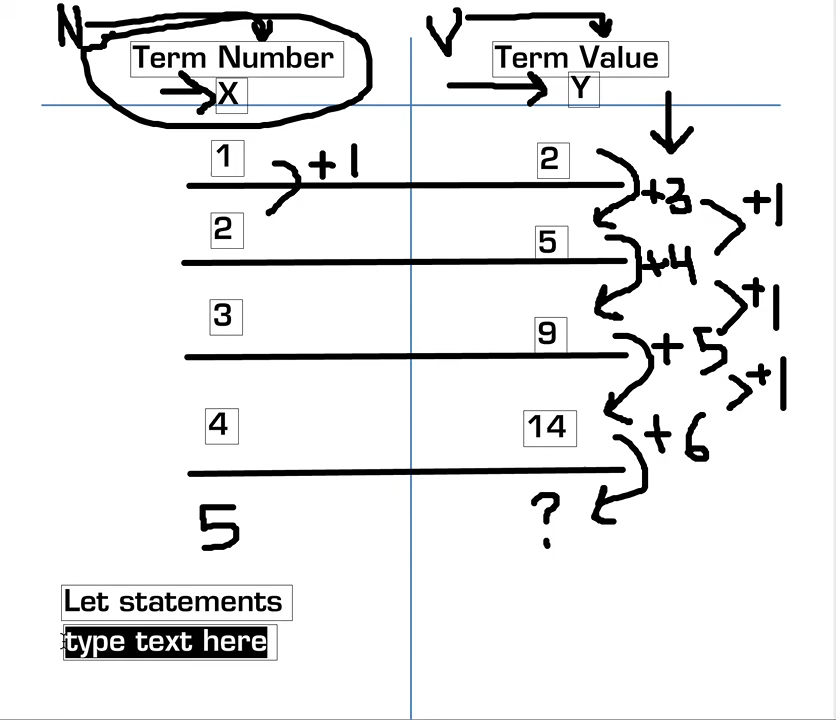 N V
Term Number Term Value
X Y
1 +1 2
+3 +1
2 5
+4
+1
3 9
+5
+1
4 14
+6
5 ?
Let statements
type text here